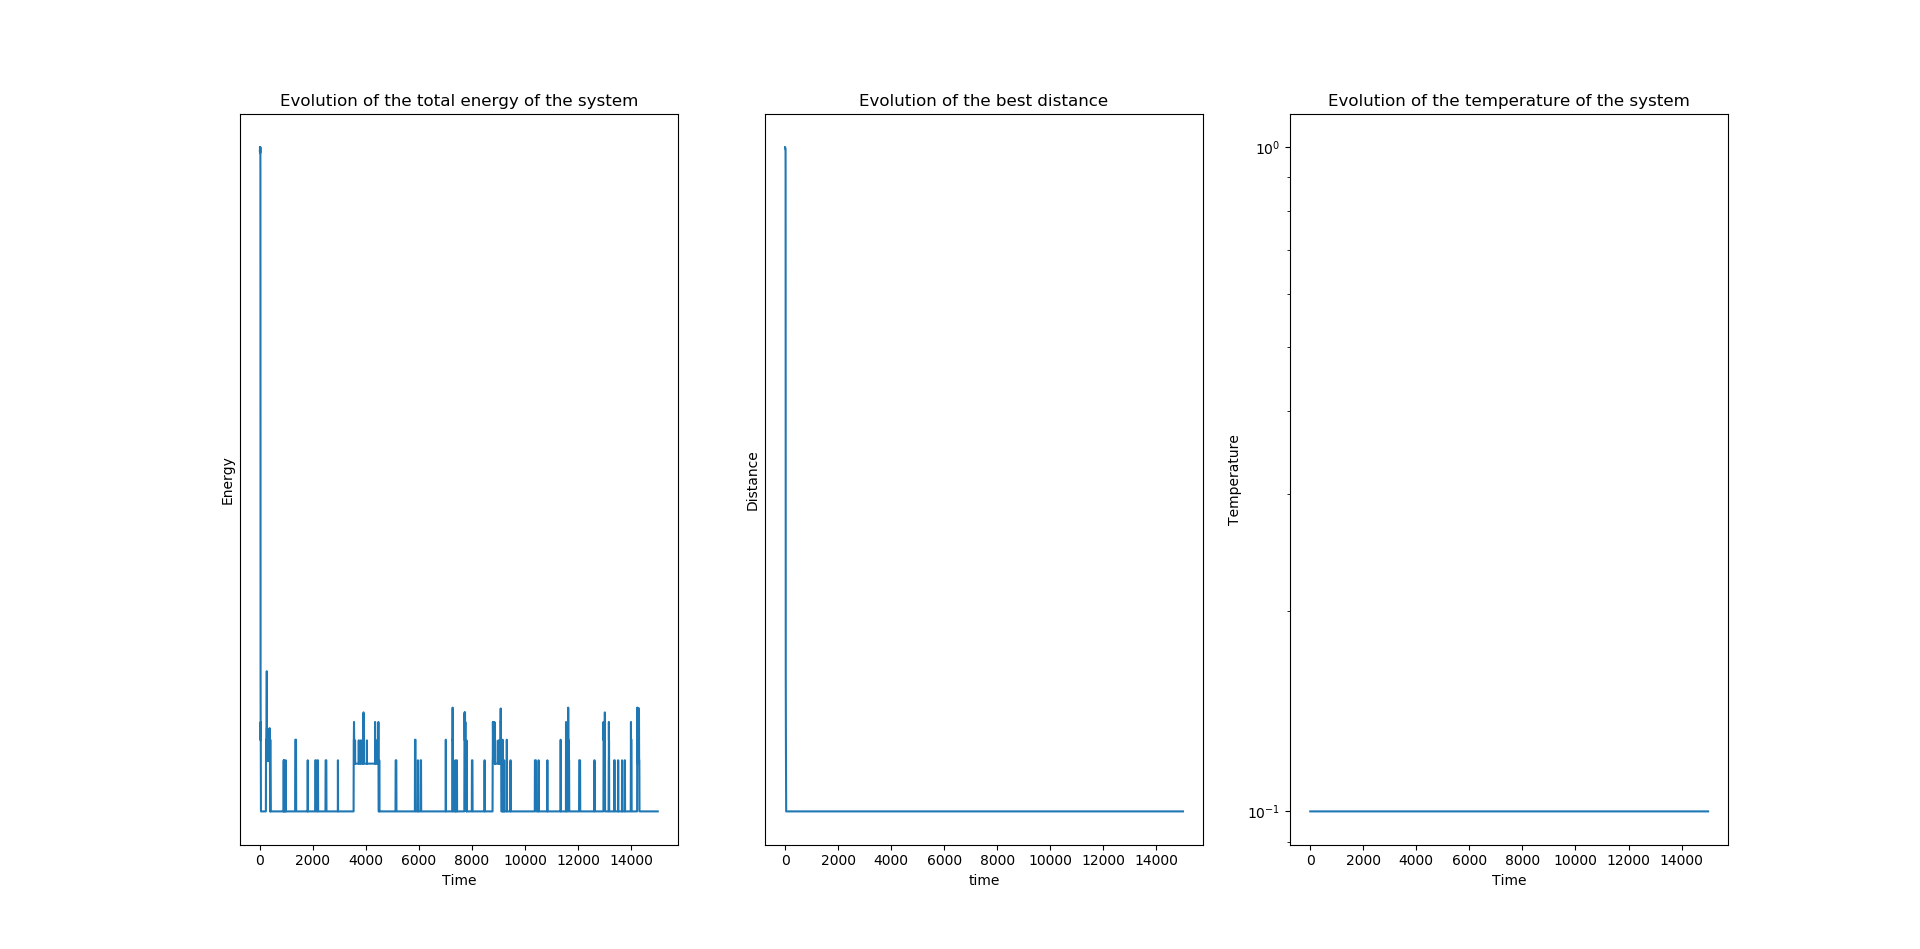 Evolution of the total energy of the system
Energy
0 2000 4000 6000 8000 10000 12000 14000
Time
Evolution of the best distance
Distance
0 2000 4000 6000 8000 10000 12000 14000
time
Evolution of the temperature of the system
10⁰
Temperature
10⁻¹
0 2000 4000 6000 8000 10000 12000 14000
Time